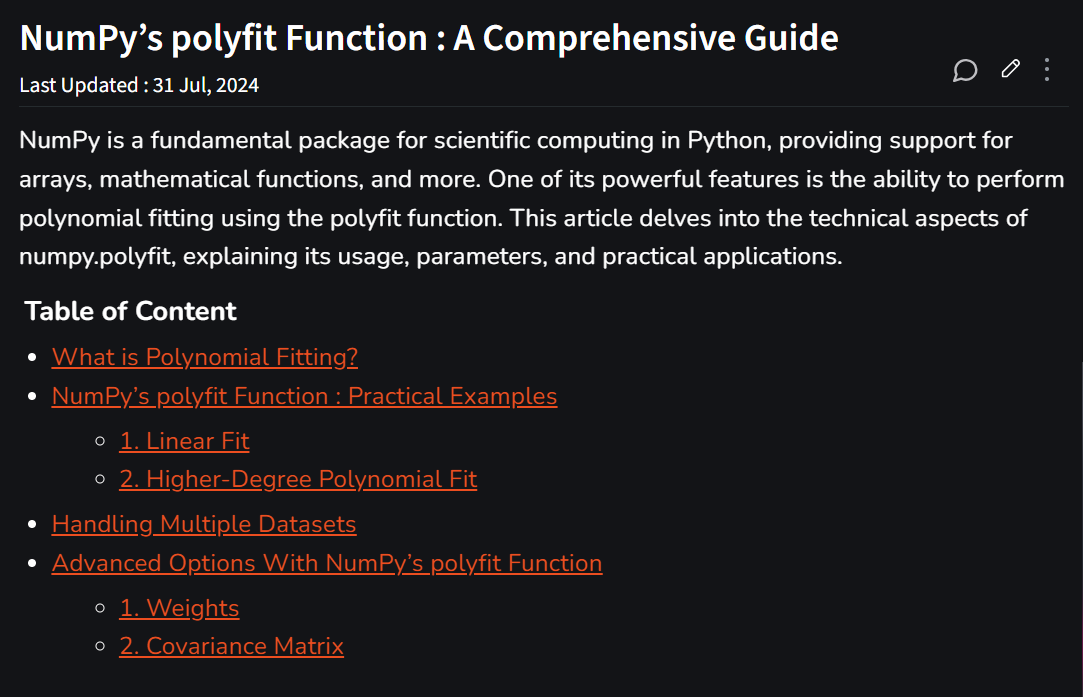 NumPy’s polyfit Function : A Comprehensive Guide
Last Updated : 31 Jul, 2024
NumPy is a fundamental package for scientific computing in Python, providing support for
arrays, mathematical functions, and more. One of its powerful features is the ability to perform
polynomial fitting using the polyfit function. This article delves into the technical aspects of
numpy.polyfit, explaining its usage, parameters, and practical applications.
Table of Content
What is Polynomial Fitting?
NumPy’s polyfit Function : Practical Examples
1. Linear Fit
2. Higher-Degree Polynomial Fit
Handling Multiple Datasets
Advanced Options With NumPy’s polyfit Function
1. Weights
2. Covariance Matrix